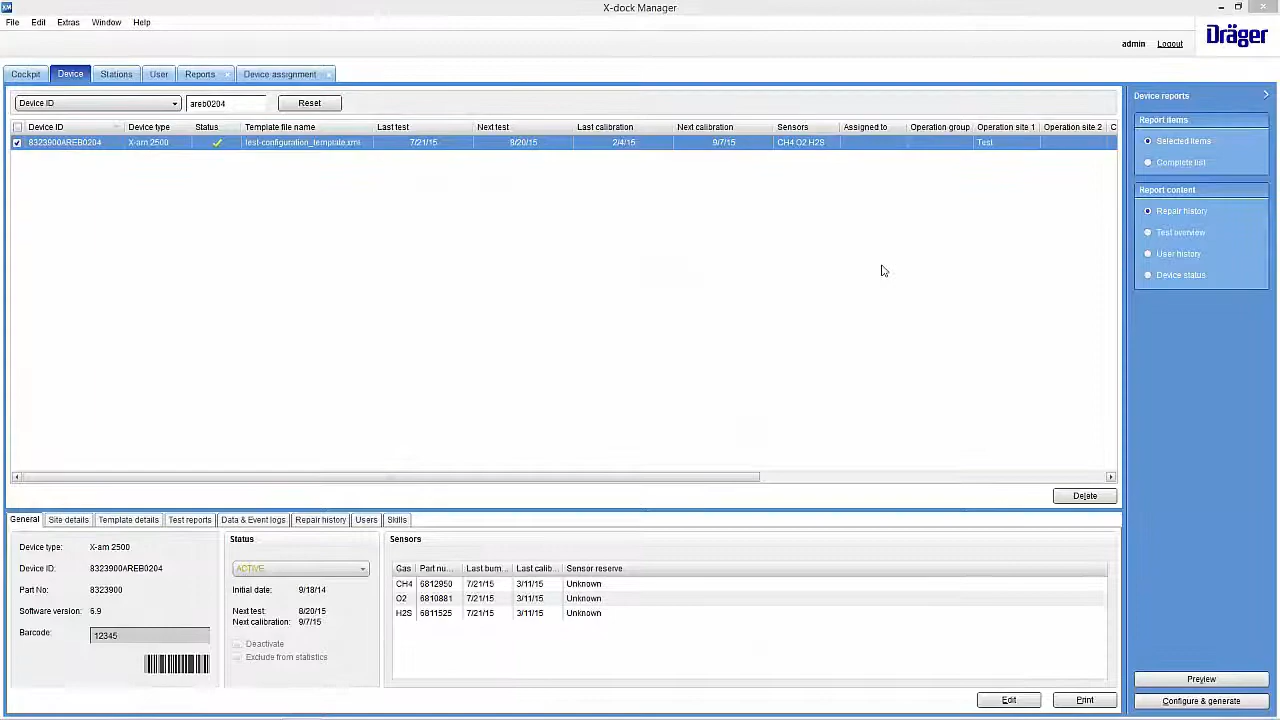 XM X-dock Manager
File Edit Extras Window Help
admin Logout Dräger
Cockpit Device Stations User Reports Device assignment
Device ID areb0204 Reset
Device ID Device type Status Template file name Last test Next test Last calibration Next calibration Sensors Assigned to Operation group Operation site 1 Operation site 2 C
8323900AREB0204 X-am 2500 test-configuration_template.xml 7/21/15 8/20/15 2/4/15 9/7/15 CH4 O2 H2S Test
Delete
Device reports
Report items
Selected items
Complete list
Report content
Repair history
Test overview
User history
Device status
General Site details Template details Test reports Data & Event logs Repair history Users Skills
Device type: X-am 2500
Device ID: 8323900AREB0204
Part No: 8323900
Software version: 6.9
Barcode: 12345
Status
ACTIVE
Initial date: 9/18/14
Next test: 8/20/15
Next calibration: 9/7/15
Deactivate
Exclude from statistics
Sensors
Gas Part nu... Last bum... Last calib... Sensor reserve
CH4 6812950 7/21/15 3/11/15 Unknown
O2 6810881 7/21/15 3/11/15 Unknown
H2S 6811525 7/21/15 3/11/15 Unknown
Edit Print
Preview
Configure & generate